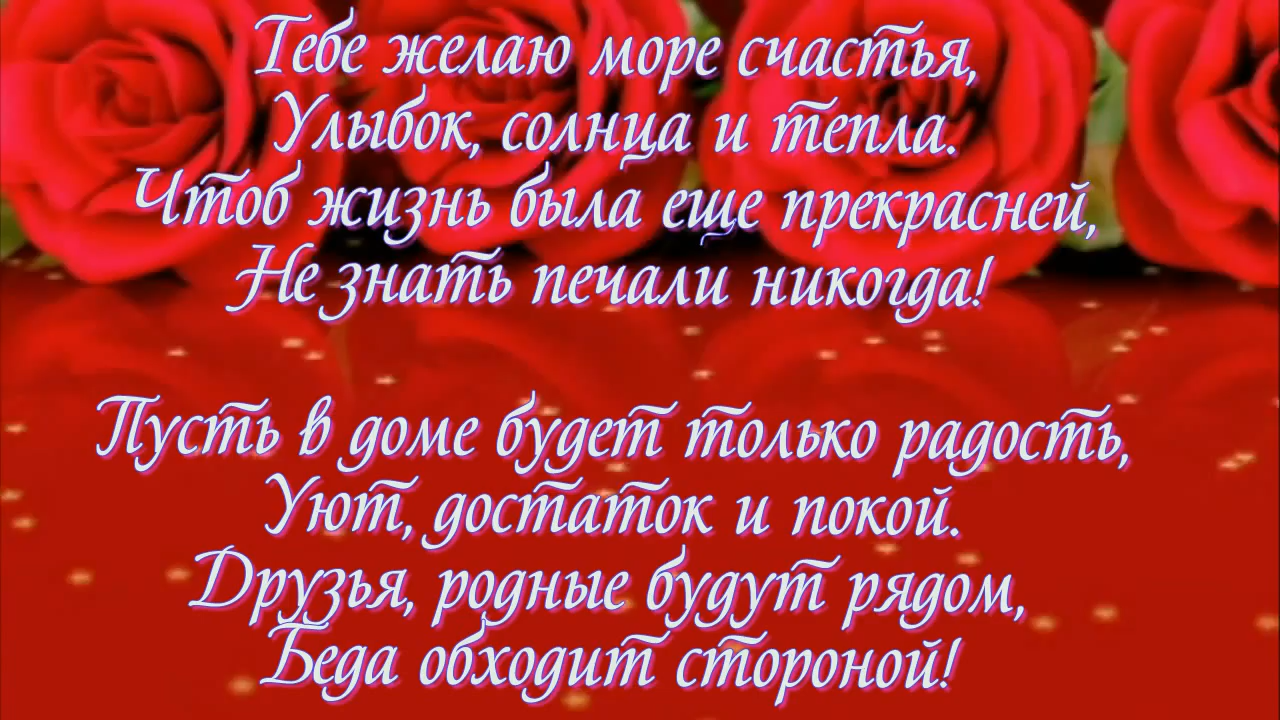 Тебе желаю море счастья,
Улыбок, солнца и тепла.
Чтоб жизнь была еще прекрасней,
Не знать печали никогда!
Пусть в доме будет только радость,
Уют, достаток и покой.
Друзья, родные будут рядом,
Беда обходит стороной!